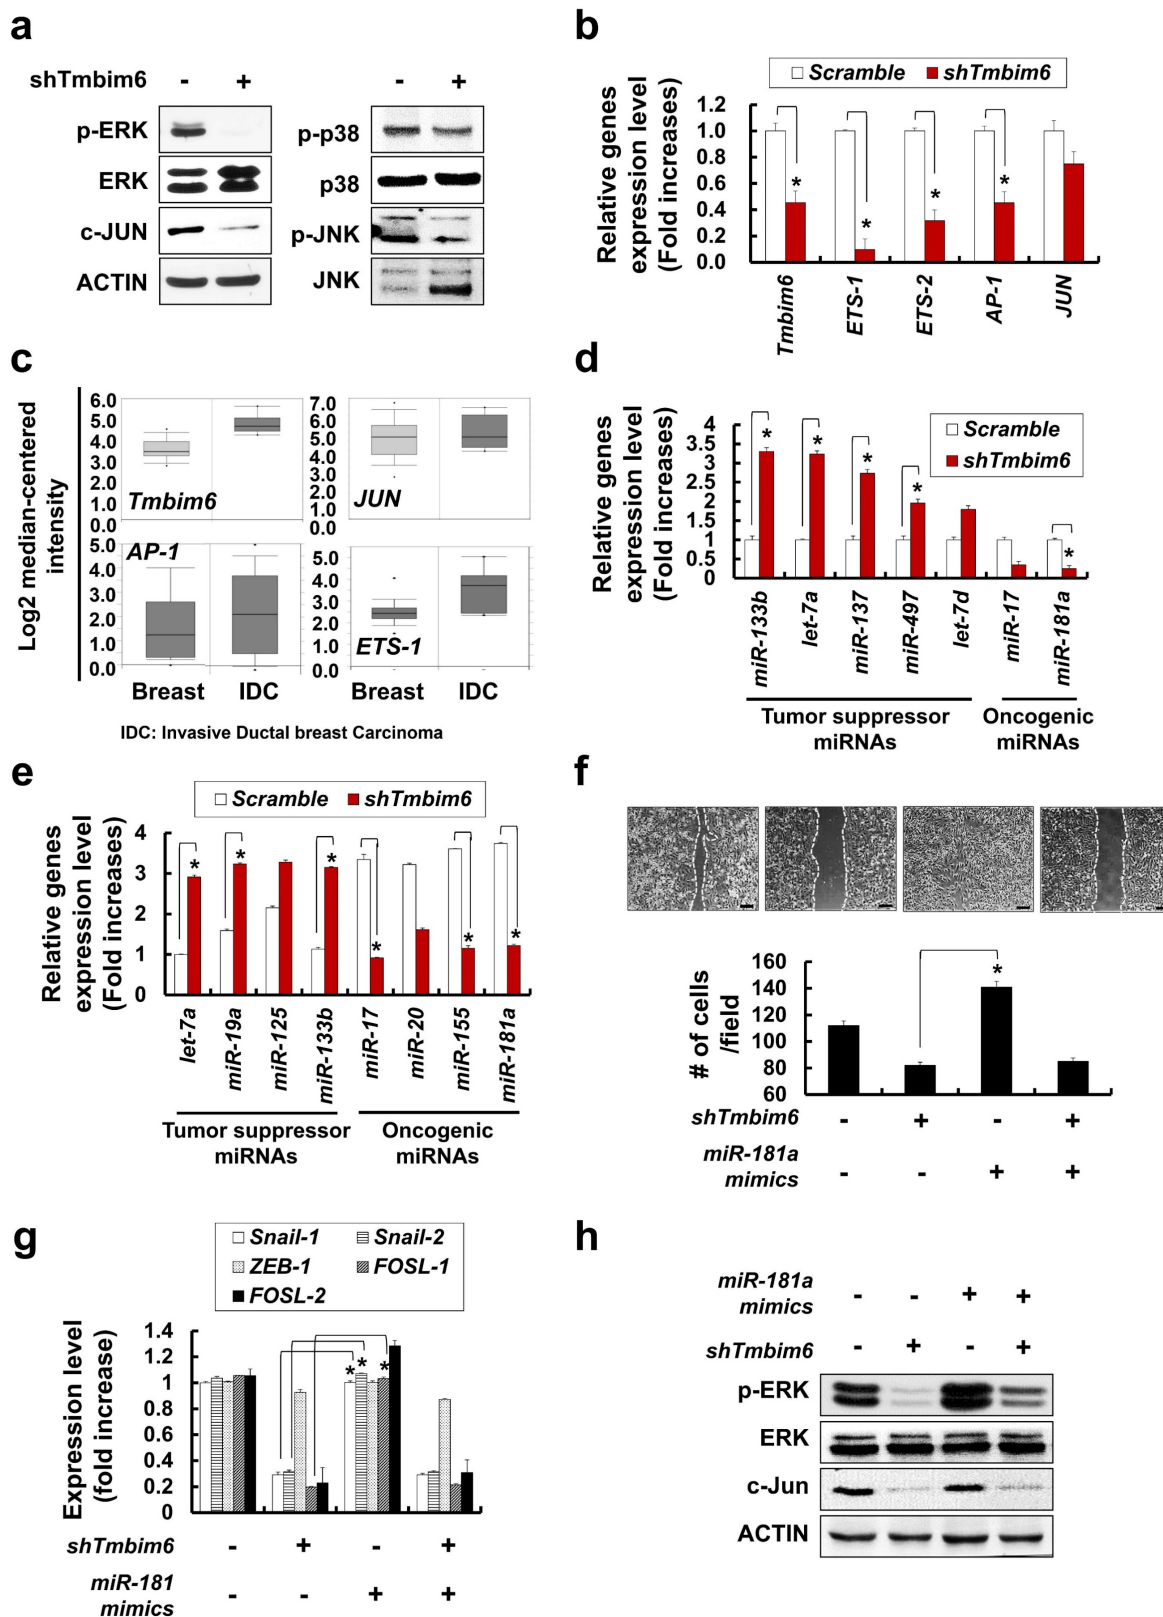 a
shTmbim6 - +
p-ERK
ERK
c-JUN
ACTIN
- +
p-p38
p38
p-JNK
JNK
b
Scramble shTmbim6
Relative genes
expression level
(Fold increases)
1.2
1.0
0.8
0.6
0.4
0.2
0.0
* * * *
Tmbim6
ETS-1
ETS-2
AP-1
JUN
c
Log2 median-centered
intensity
6.0
5.0
4.0
3.0
2.0
1.0
0.0
Tmbim6
7.0
6.0
5.0
4.0
3.0
2.0
1.0
0.0
JUN
5.0
4.0
3.0
2.0
1.0
0.0
AP-1
5.0
4.0
3.0
2.0
1.0
0.0
ETS-1
Breast IDC Breast IDC
IDC: Invasive Ductal breast Carcinoma
d
Relative genes
expression level
(Fold increases)
4
3.5
3
2.5
2
1.5
1
0.5
0
Scramble
shTmbim6
* * * * *
miR-133b
let-7a
miR-137
miR-497
let-7d
miR-17
miR-181a
Tumor suppressor
miRNAs
Oncogenic
miRNAs
e
Scramble shTmbim6
Relative genes
expression level
(Fold increases)
4
3
2
1
0
* * * * * *
let-7a
miR-19a
miR-125
miR-133b
miR-17
miR-20
miR-155
miR-181a
Tumor suppressor
miRNAs
Oncogenic
miRNAs
f
# of cells
/field
160
140
120
100
80
60
*
shTmbim6 - + - +
miR-181a
mimics - - + +
g
Snail-1 Snail-2
ZEB-1 FOSL-1
FOSL-2
Expression level
(fold increase)
1.4
1.2
1
0.8
0.6
0.4
0.2
0
* * *
shTmbim6 - + - +
miR-181
mimics - - + +
h
miR-181a
mimics - - + +
shTmbim6 - + - +
p-ERK
ERK
c-Jun
ACTIN